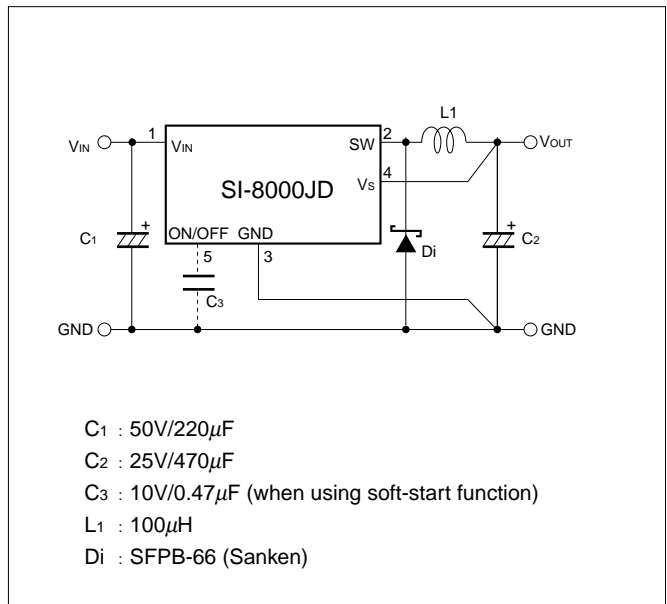 L1
VIN 1 VIN SW 2 VOUT
VS 4
SI-8000JD
C1 + ON/OFF GND + C2
5 3 Di
C3
GND GND
C1 : 50V/220µF
C2 : 25V/470µF
C3 : 10V/0.47µF (when using soft-start function)
L1 : 100µH
Di : SFPB-66 (Sanken)